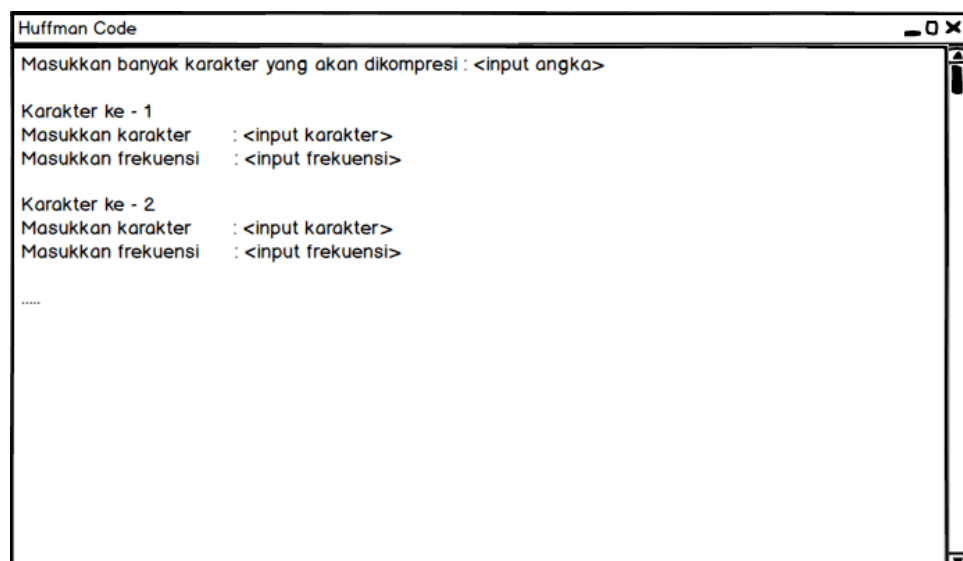 Huffman Code
Masukkan banyak karakter yang akan dikompresi : <input angka>
Karakter ke - 1
Masukkan karakter : <input karakter>
Masukkan frekuensi : <input frekuensi>
Karakter ke - 2
Masukkan karakter : <input karakter>
Masukkan frekuensi : <input frekuensi>
.....